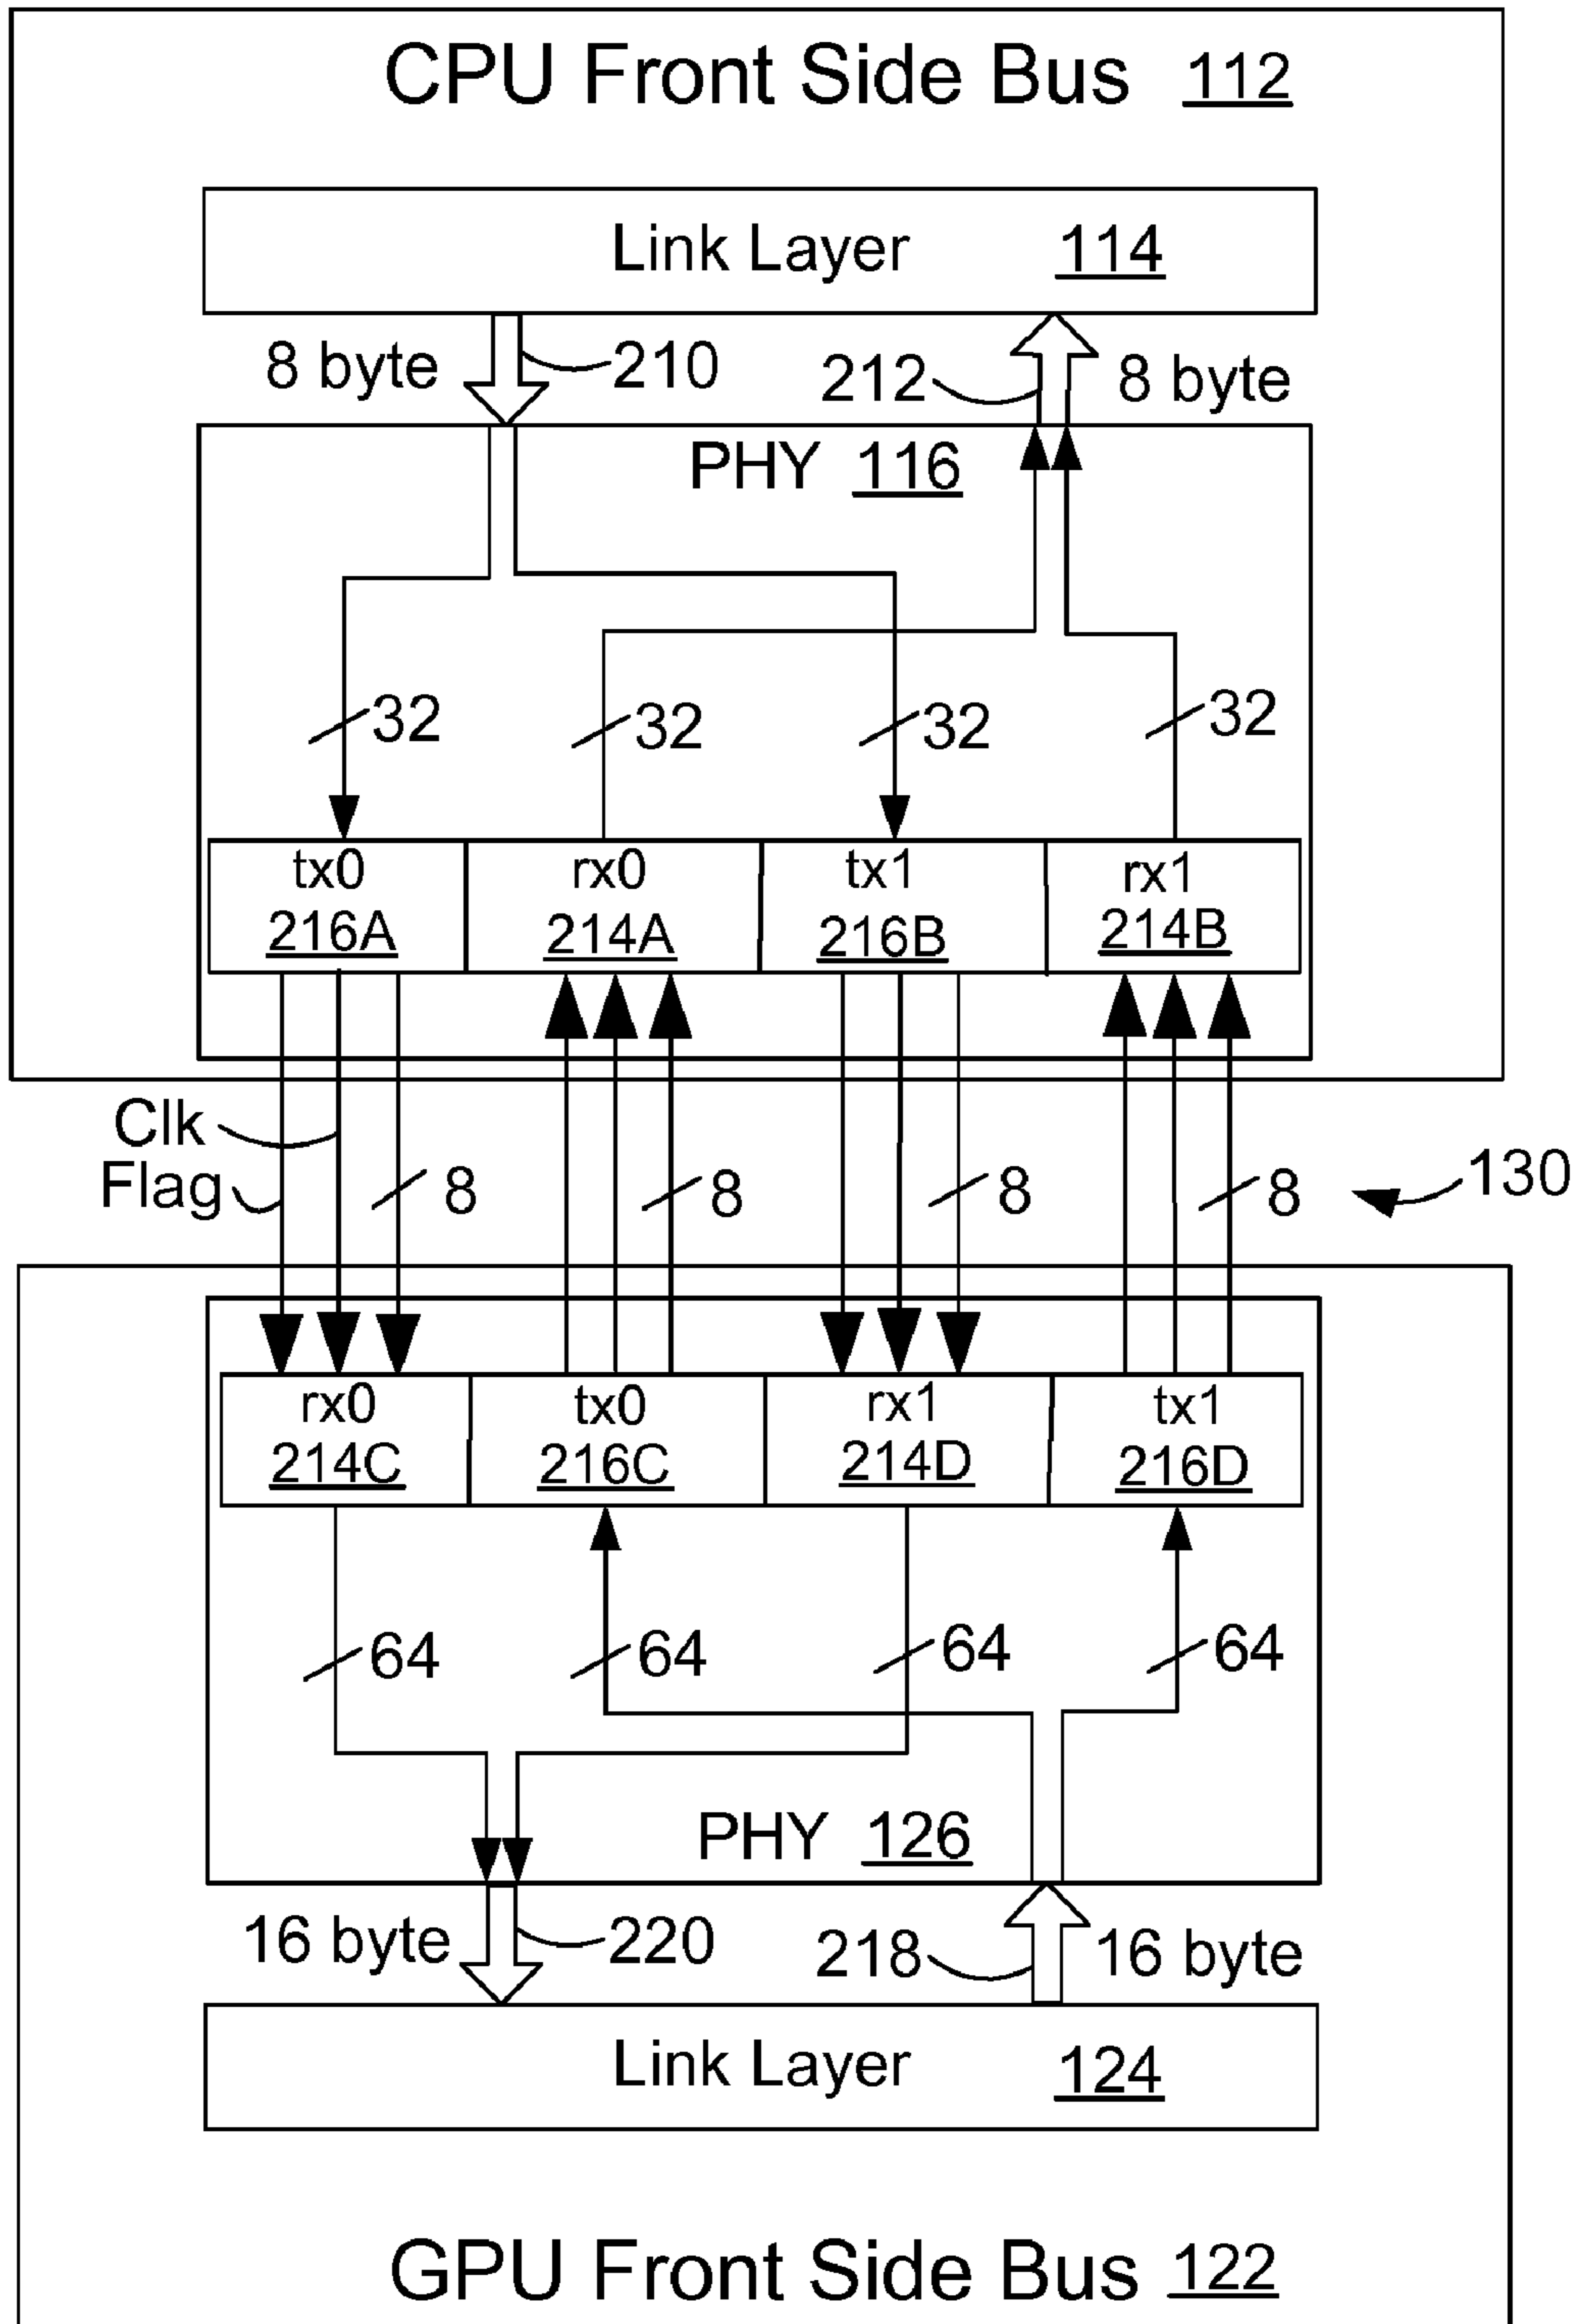 CPU Front Side Bus 112
Link Layer 114
8 byte 210 212 8 byte
PHY 116
32 32 32 32
tx0 rx0 tx1 rx1
216A 214A 216B 214B
Clk
Flag 8 8 8 8 130
rx0 tx0 rx1 tx1
214C 216C 214D 216D
64 64 64 64
PHY 126
16 byte 220 218 16 byte
Link Layer 124
GPU Front Side Bus 122